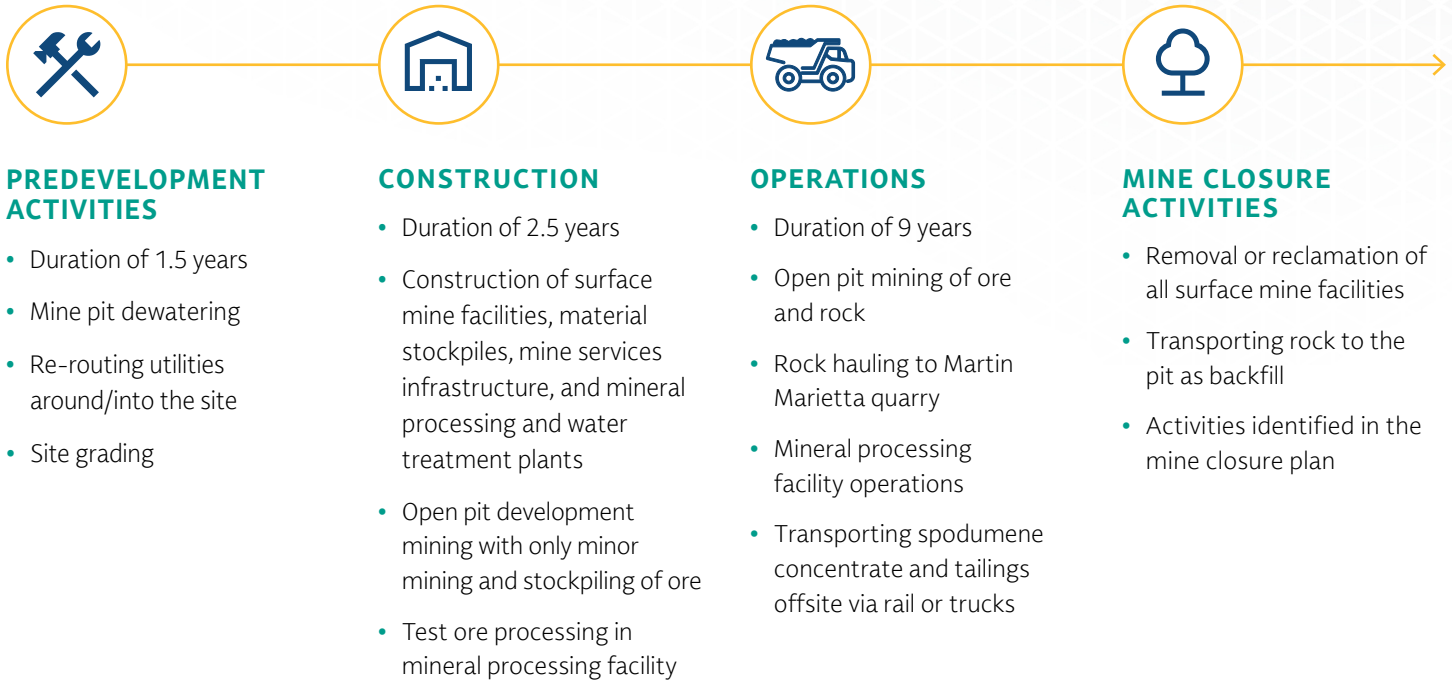 PREDEVELOPMENT
ACTIVITIES
• Duration of 1.5 years
• Mine pit dewatering
• Re-routing utilities
around/into the site
• Site grading
CONSTRUCTION
• Duration of 2.5 years
• Construction of surface
mine facilities, material
stockpiles, mine services
infrastructure, and mineral
processing and water
treatment plants
• Open pit development
mining with only minor
mining and stockpiling of ore
• Test ore processing in
mineral processing facility
OPERATIONS
• Duration of 9 years
• Open pit mining of ore
and rock
• Rock hauling to Martin
Marietta quarry
• Mineral processing
facility operations
• Transporting spodumene
concentrate and tailings
offsite via rail or trucks
MINE CLOSURE
ACTIVITIES
• Removal or reclamation of
all surface mine facilities
• Transporting rock to the
pit as backfill
• Activities identified in the
mine closure plan